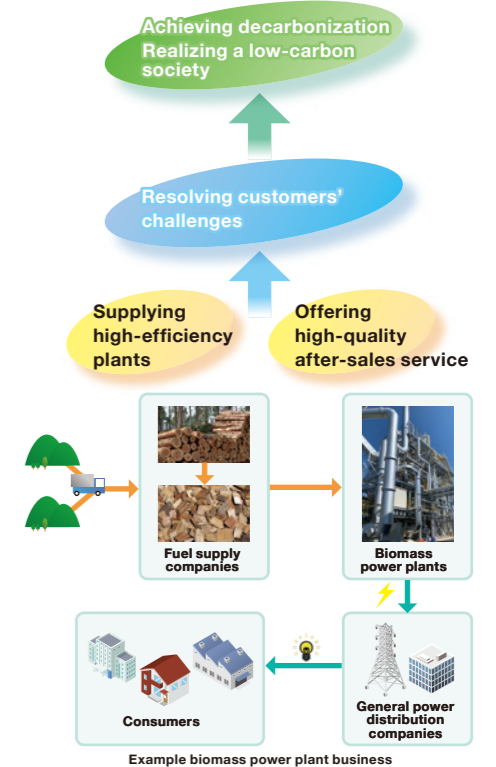 Achieving decarbonization
Realizing a low-carbon
society
Resolving customers'
challenges
Supplying
high-efficiency
plants
Offering
high-quality
after-sales service
Fuel supply
companies
Biomass
power plants
Consumers
General power
distribution
companies
Example biomass power plant business